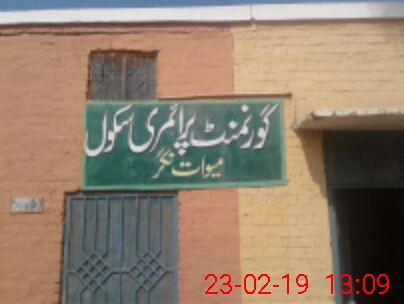 گورنمنٹ پرائمری سکول
میوات نگر
23-02-19 13:09